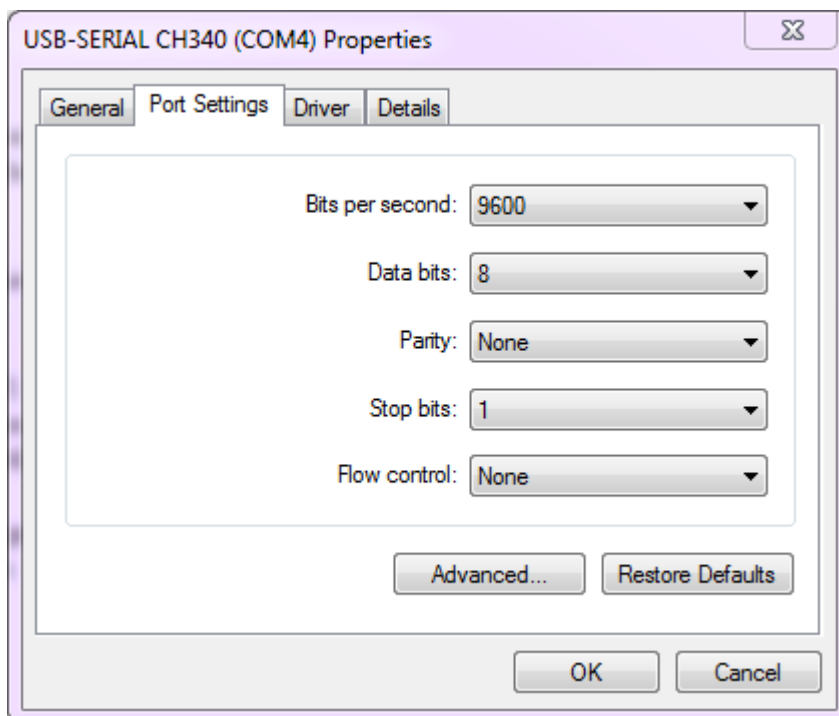 USB-SERIAL CH340 (COM4) Properties
General Port Settings Driver Details
Bits per second: 9600
Data bits: 8
Parity: None
Stop bits: 1
Flow control: None
Advanced... Restore Defaults
OK Cancel